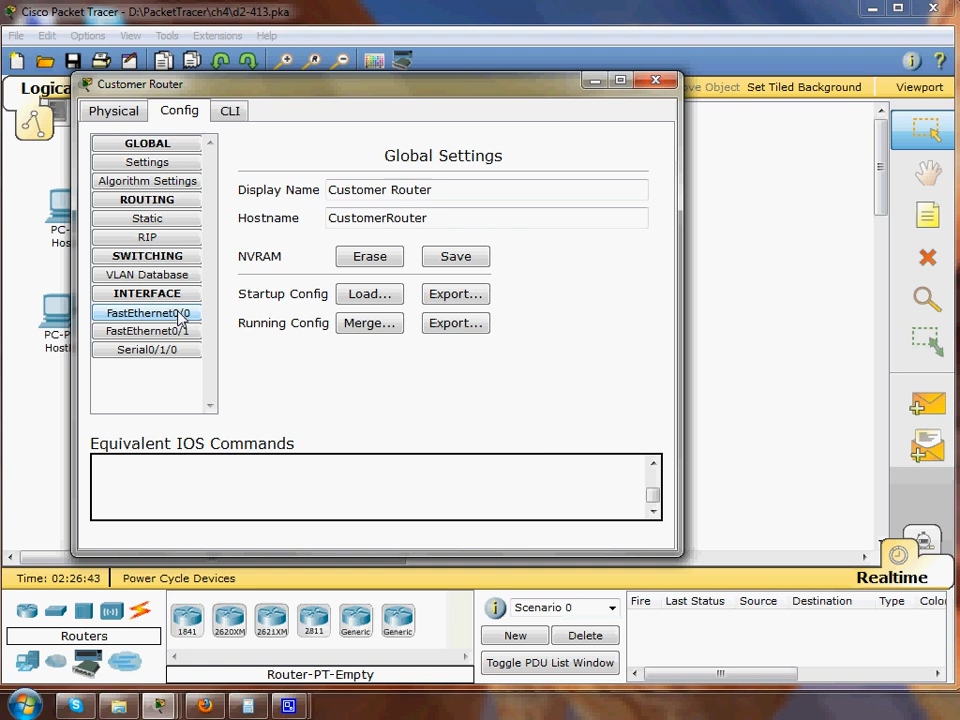 Cisco Packet Tracer - D:\PacketTracer\ch4\d2-413.pka
File Edit Options View Tools Extensions Help
Logica
ve Object Set Tiled Background Viewport
Customer Router
Physical Config CLI
GLOBAL
Settings
Algorithm Settings
ROUTING
Static
RIP
SWITCHING
VLAN Database
INTERFACE
FastEthernet0/0
FastEthernet0/1
Serial0/1/0
Global Settings
Display Name Customer Router
Hostname CustomerRouter
NVRAM Erase Save
Startup Config Load... Export...
Running Config Merge... Export...
Equivalent IOS Commands
PC-
Hos
PC-P
Hosti
Time: 02:26:43 Power Cycle Devices
Realtime
Routers
1841 2620XM 2621XM 2811 Generic Generic
Router-PT-Empty
Scenario 0
New Delete
Toggle PDU List Window
Fire Last Status Source Destination Type Color